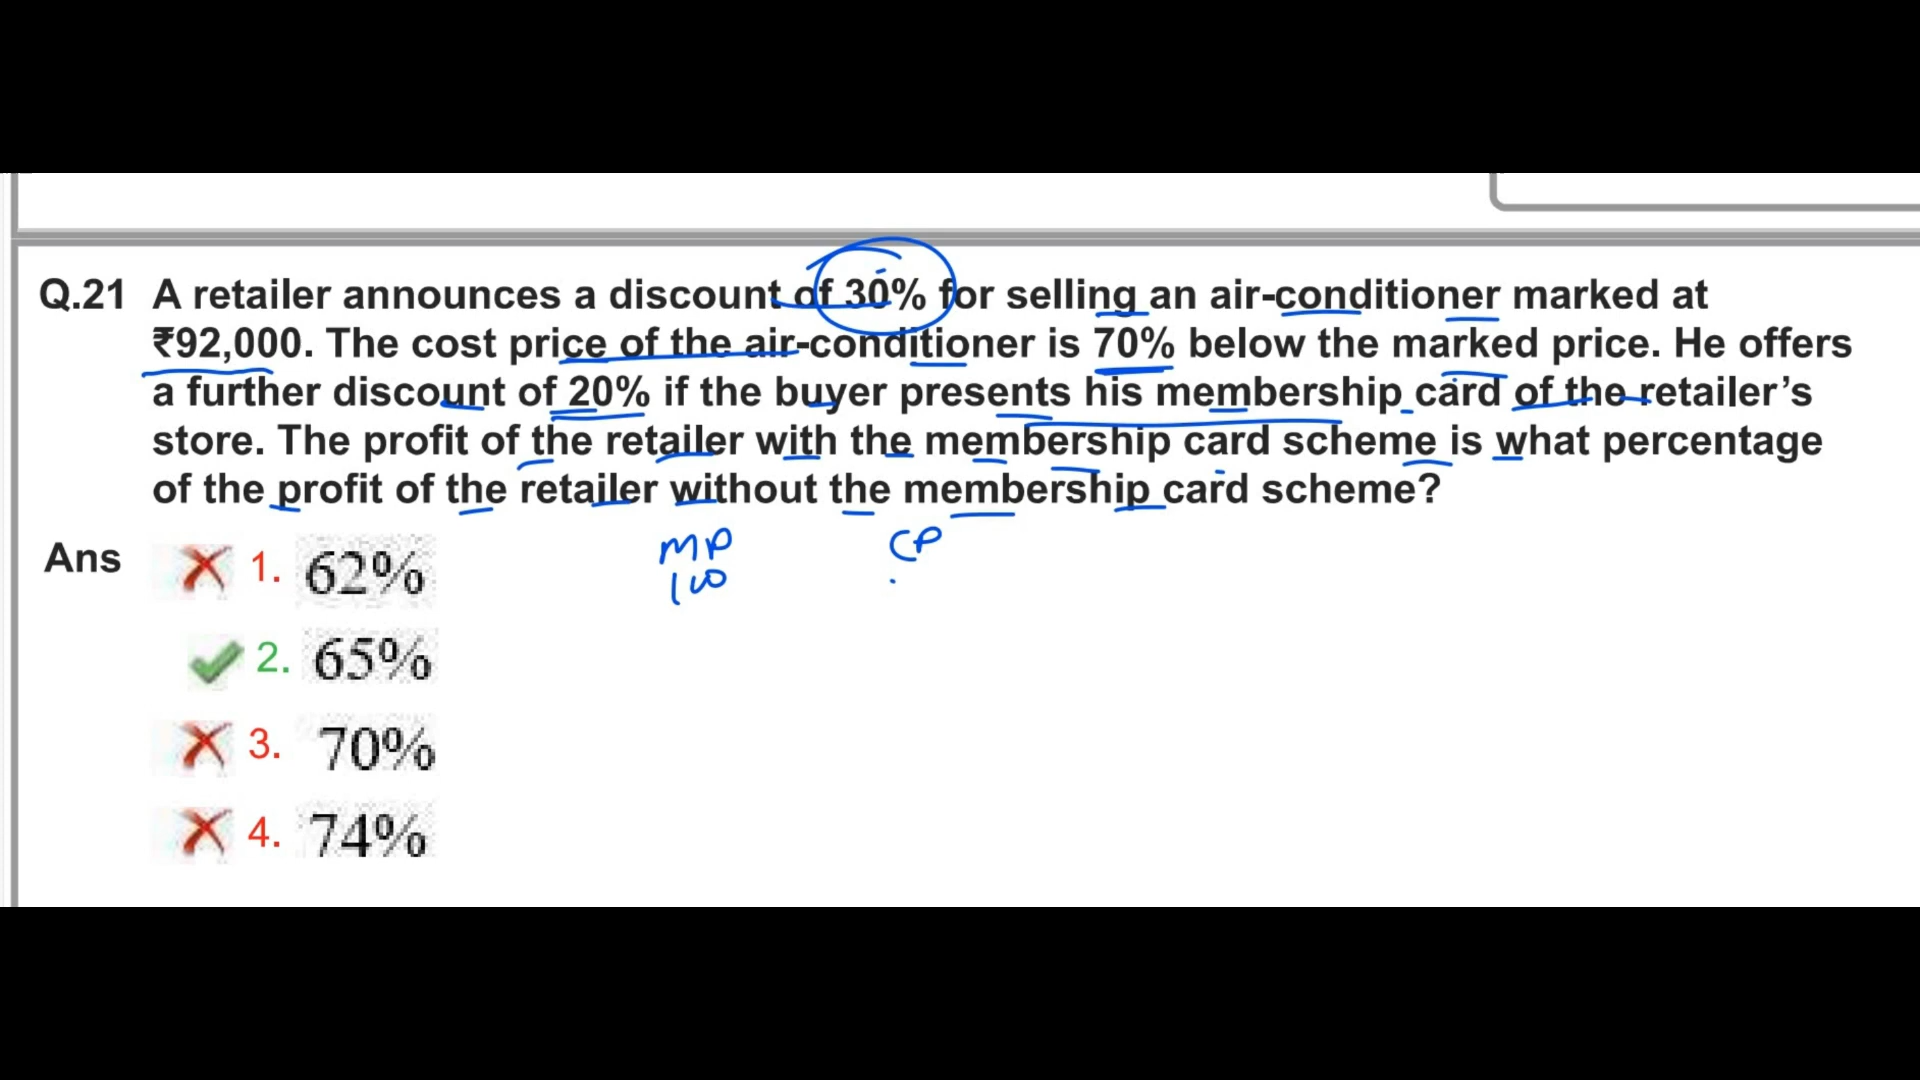 Q.21 A retailer announces a discount of 30% for selling an air-conditioner marked at
₹92,000. The cost price of the air-conditioner is 70% below the marked price. He offers
a further discount of 20% if the buyer presents his membership card of the retailer’s
store. The profit of the retailer with the membership card scheme is what percentage
of the profit of the retailer without the membership card scheme?
MP CP
100
Ans 1. 62%
2. 65%
3. 70%
4. 74%